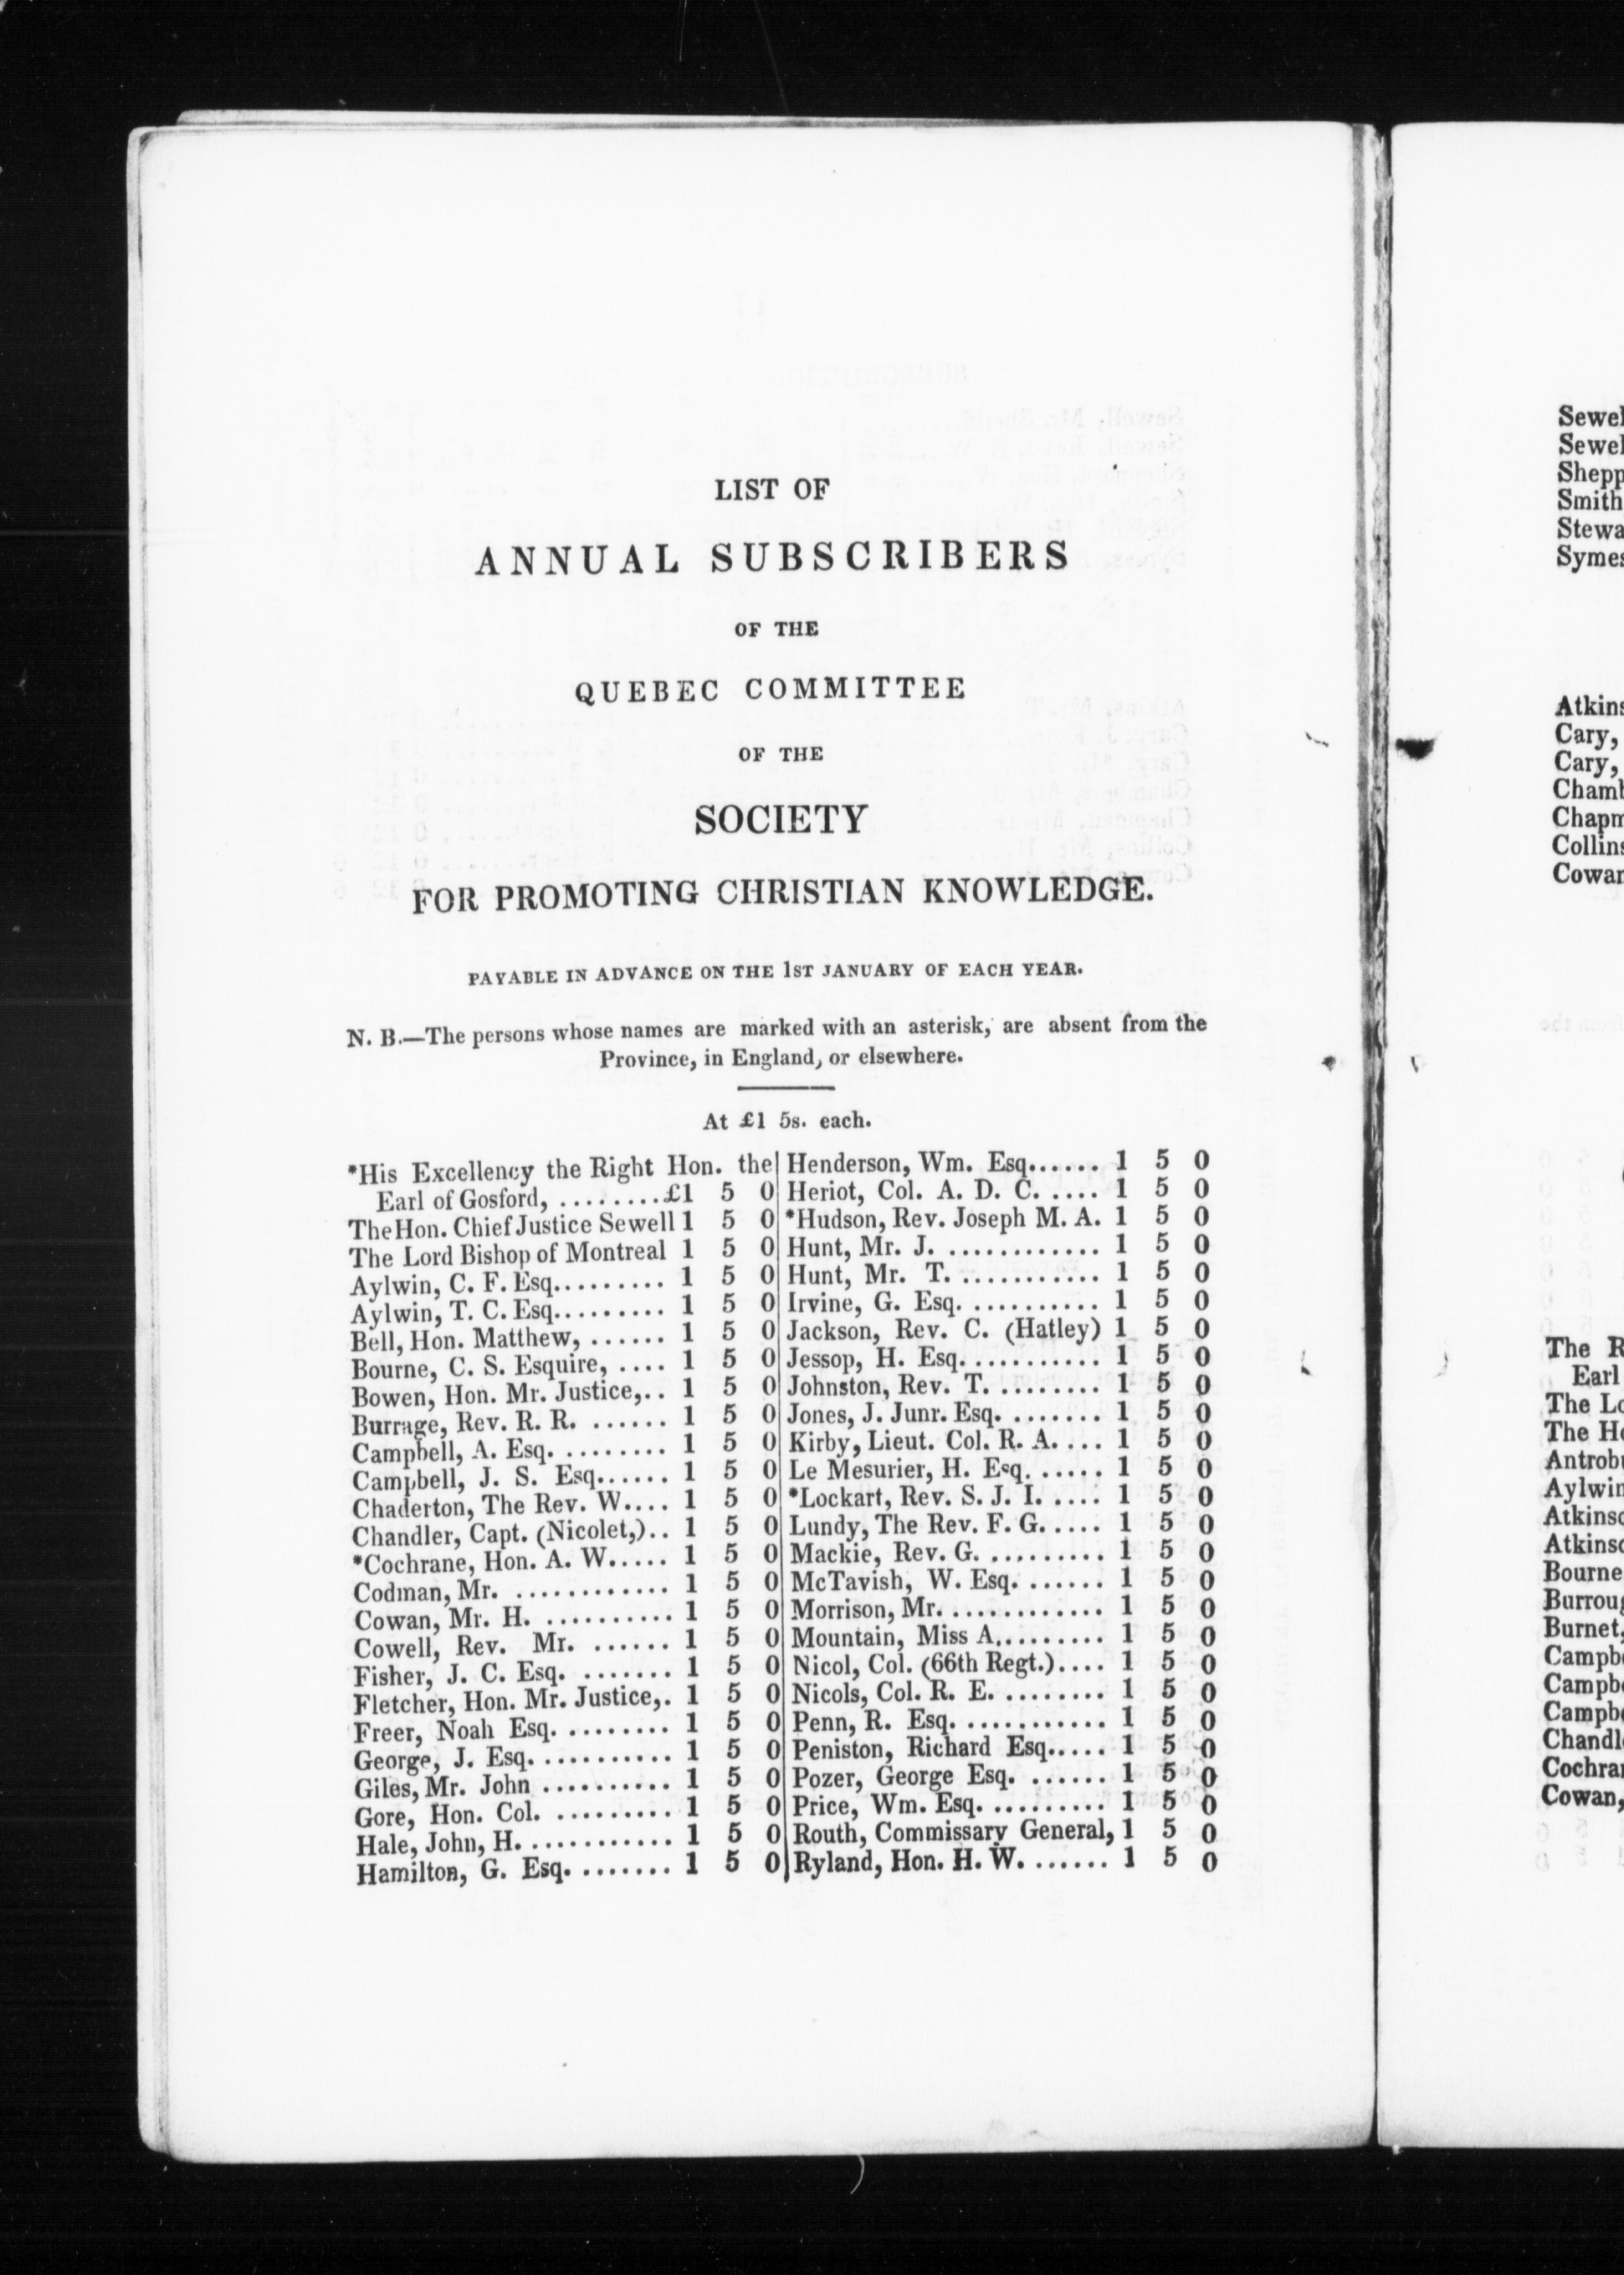 LIST OF
ANNUAL SUBSCRIBERS
OF THE
QUEBEC COMMITTEE
OF THE
SOCIETY
FOR PROMOTING CHRISTIAN KNOWLEDGE.
PAYABLE IN ADVANCE ON THE 1ST JANUARY OF EACH YEAR.
N. B.—The persons whose names are marked with an asterisk, are absent from the
Province, in England, or elsewhere.
At £1 5s. each.
*His Excellency the Right Hon. the
Earl of Gosford, ........£1 5 0
The Hon. Chief Justice Sewell 1 5 0
The Lord Bishop of Montreal 1 5 0
Aylwin, C. F. Esq......... 1 5 0
Aylwin, T. C. Esq......... 1 5 0
Bell, Hon. Matthew, ...... 1 5 0
Bourne, C. S. Esquire, .... 1 5 0
Bowen, Hon. Mr. Justice,.. 1 5 0
Burrage, Rev. R. R. ...... 1 5 0
Campbell, A. Esq. ........ 1 5 0
Campbell, J. S. Esq...... 1 5 0
Chaderton, The Rev. W.... 1 5 0
Chandler, Capt. (Nicolet,).. 1 5 0
*Cochrane, Hon. A. W..... 1 5 0
Codman, Mr. ............ 1 5 0
Cowan, Mr. H. .......... 1 5 0
Cowell, Rev. Mr. ...... 1 5 0
Fisher, J. C. Esq. ....... 1 5 0
Fletcher, Hon. Mr. Justice,. 1 5 0
Freer, Noah Esq. ........ 1 5 0
George, J. Esq. .......... 1 5 0
Giles, Mr. John .......... 1 5 0
Gore, Hon. Col. ......... 1 5 0
Hale, John, H. ........... 1 5 0
Hamilton, G. Esq. ....... 1 5 0
Henderson, Wm. Esq...... 1 5 0
Heriot, Col. A. D. C. .... 1 5 0
*Hudson, Rev. Joseph M. A. 1 5 0
Hunt, Mr. J. ............ 1 5 0
Hunt, Mr. T. ........... 1 5 0
Irvine, G. Esq. .......... 1 5 0
Jackson, Rev. C. (Hatley) 1 5 0
Jessop, H. Esq. .......... 1 5 0
Johnston, Rev. T. ........ 1 5 0
Jones, J. Junr. Esq. ....... 1 5 0
Kirby, Lieut. Col. R. A. ... 1 5 0
Le Mesurier, H. Esq. ..... 1 5 0
*Lockart, Rev. S. J. I. .... 1 5 0
Lundy, The Rev. F. G. .... 1 5 0
Mackie, Rev. G. ......... 1 5 0
McTavish, W. Esq. ...... 1 5 0
Morrison, Mr. ............ 1 5 0
Mountain, Miss A. ........ 1 5 0
Nicol, Col. (66th Regt.).... 1 5 0
Nicols, Col. R. E. ........ 1 5 0
Penn, R. Esq. ........... 1 5 0
Peniston, Richard Esq..... 1 5 0
Pozer, George Esq. ...... 1 5 0
Price, Wm. Esq. ......... 1 5 0
Routh, Commissary General, 1 5 0
Ryland, Hon. H. W. ...... 1 5 0
Cary,
Cary,
The
Earl
The
Cowan,